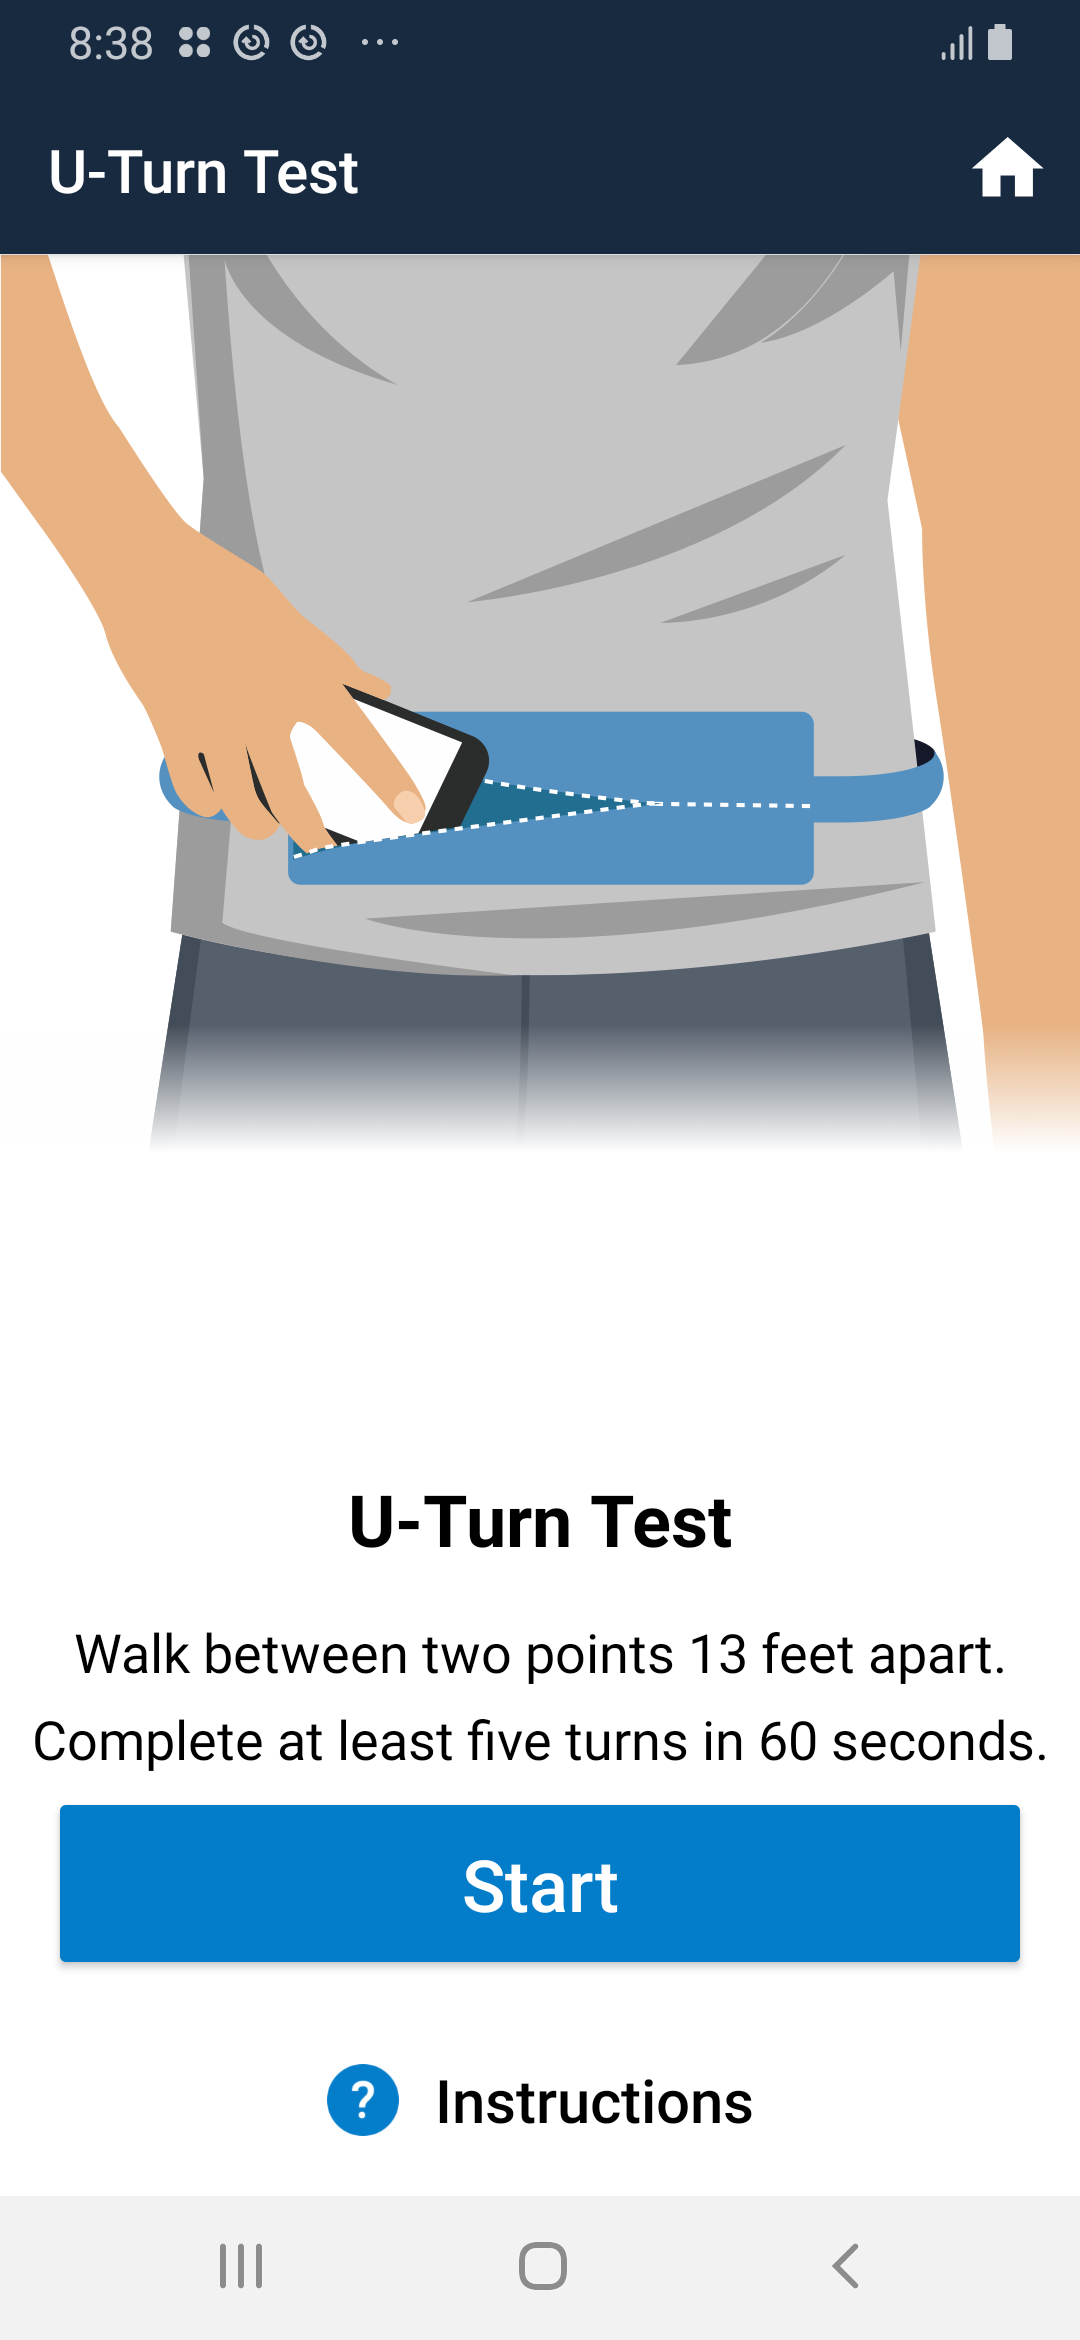 8:38
U-Turn Test
U-Turn Test
Walk between two points 13 feet apart.
Complete at least five turns in 60 seconds.
Start
? Instructions